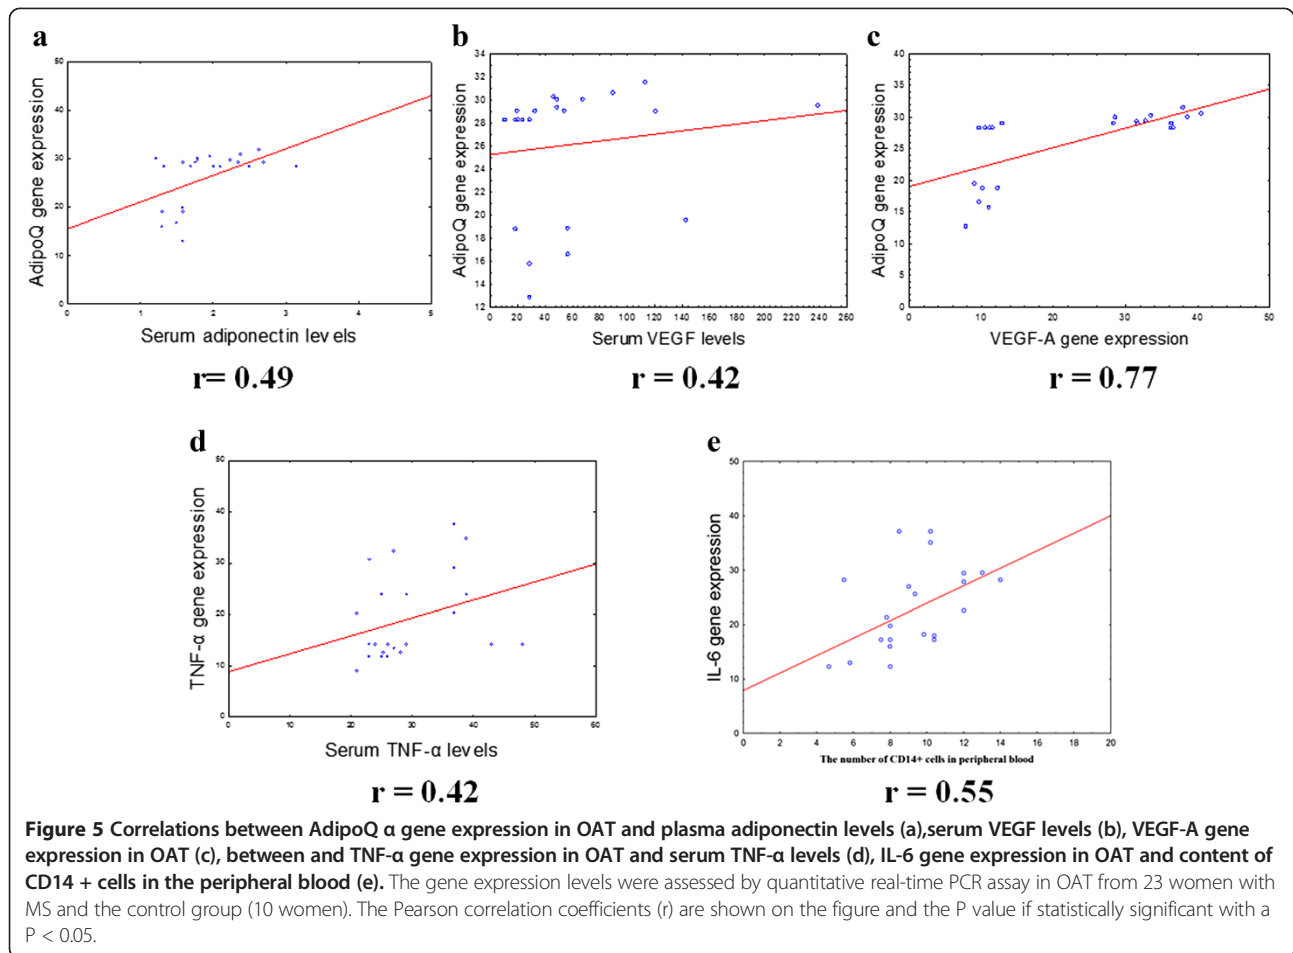 a
AdipoQ gene expression
50
40
30
20
10
0
0 1 2 3 4 5
Serum adiponectin levels
r= 0.49
b
AdipoQ gene expression
34
32
30
28
26
24
22
20
18
16
14
12
0 20 40 60 80 100 120 140 160 180 200 220 240 260
Serum VEGF levels
r = 0.42
c
AdipoQ gene expression
40
35
30
25
20
15
10
5
0
0 10 20 30 40 50
VEGF-A gene expression
r = 0.77
d
TNF-α gene expression
50
40
30
20
10
0
0 10 20 30 40 50 60
Serum TNF-α levels
r = 0.42
e
IL-6 gene expression
50
40
30
20
10
0
0 2 4 6 8 10 12 14 16 18 20
The number of CD14+ cells in peripheral blood
r = 0.55
Figure 5 Correlations between AdipoQ α gene expression in OAT and plasma adiponectin levels (a),serum VEGF levels (b), VEGF-A gene
expression in OAT (c), between and TNF-α gene expression in OAT and serum TNF-α levels (d), IL-6 gene expression in OAT and content of
CD14 + cells in the peripheral blood (e). The gene expression levels were assessed by quantitative real-time PCR assay in OAT from 23 women with
MS and the control group (10 women). The Pearson correlation coefficients (r) are shown on the figure and the P value if statistically significant with a
P < 0.05.